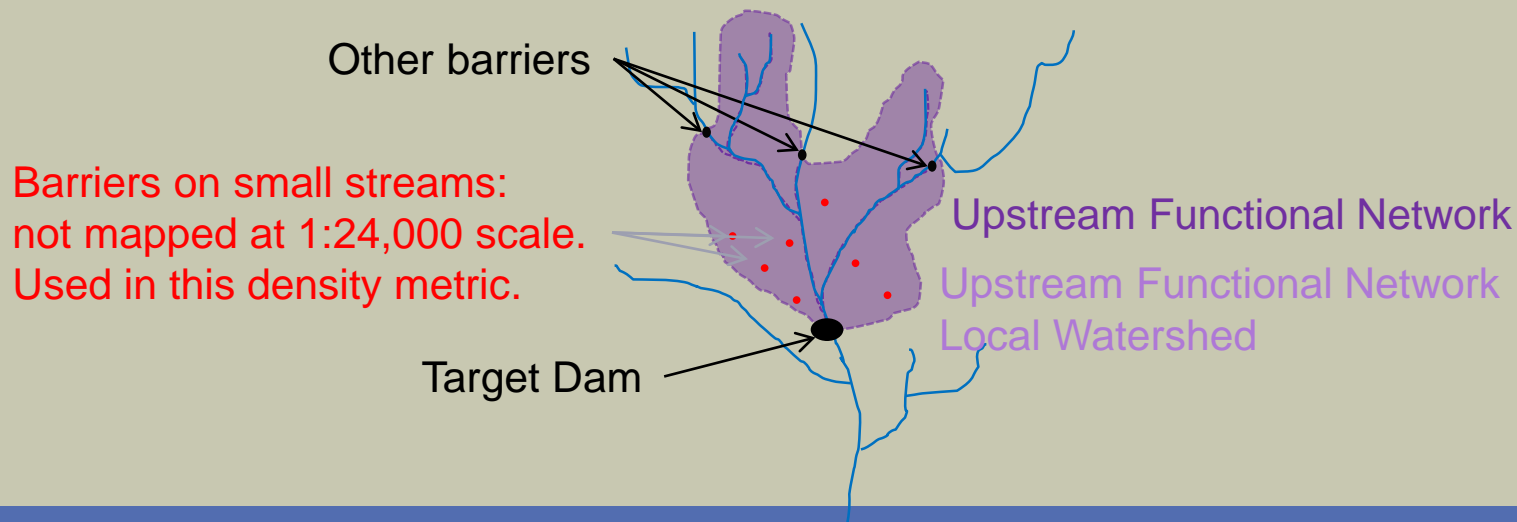 Other barriers
Barriers on small streams:
not mapped at 1:24,000 scale.
Used in this density metric.
Upstream Functional Network
Upstream Functional Network
Local Watershed
Target Dam